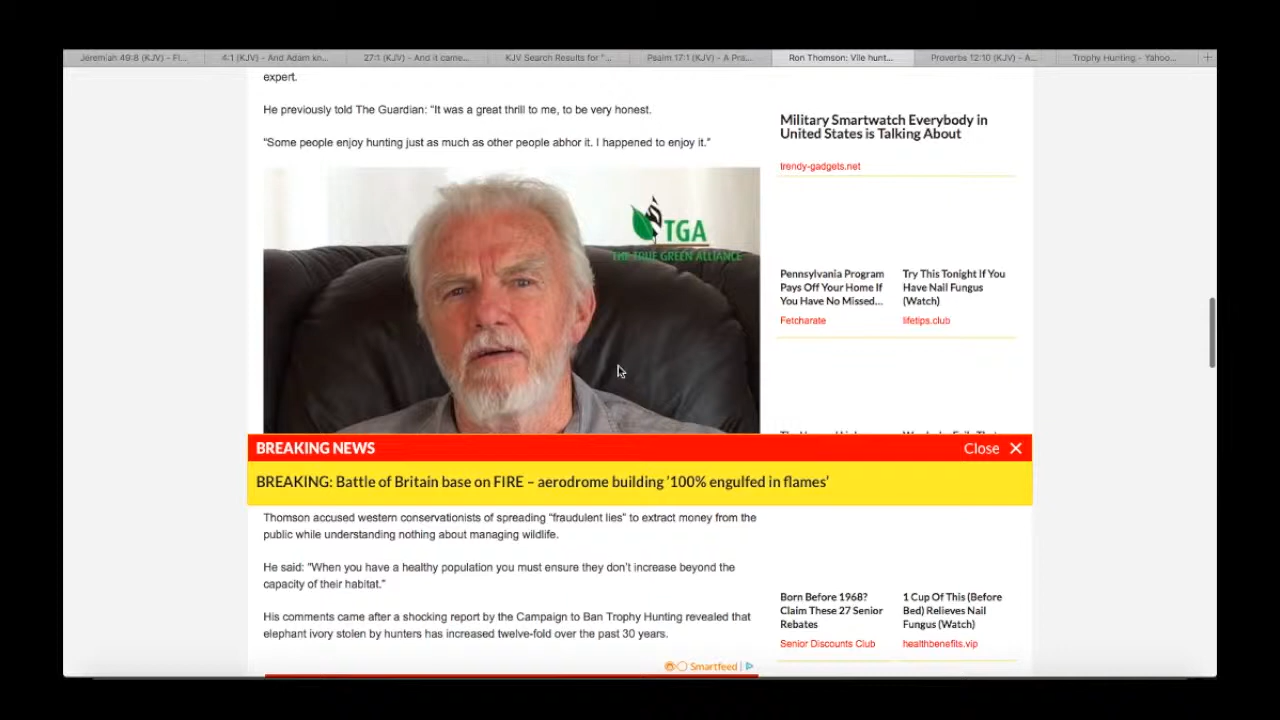 Jeremiah 49:8 (KJV) - Fl...
4:1 (KJV) - And Adam kn...
27:1 (KJV) - And it came...
KJV Search Results for "...
Psalm 17:1 (KJV) - A Pra...
Ron Thomson: Vile hunt...
Proverbs 12:10 (KJV) - A...
Trophy Hunting - Yahoo...
expert.
He previously told The Guardian: “It was a great thrill to me, to be very honest.
“Some people enjoy hunting just as much as other people abhor it. I happened to enjoy it.”
TGA
THE TRUE GREEN ALLIANCE
BREAKING NEWS
Close
BREAKING: Battle of Britain base on FIRE – aerodrome building ‘100% engulfed in flames’
Thomson accused western conservationists of spreading “fraudulent lies” to extract money from the
public while understanding nothing about managing wildlife.
He said: “When you have a healthy population you must ensure they don’t increase beyond the
capacity of their habitat.”
His comments came after a shocking report by the Campaign to Ban Trophy Hunting revealed that
elephant ivory stolen by hunters has increased twelve-fold over the past 30 years.
Smartfeed
Military Smartwatch Everybody in
United States is Talking About
trendy-gadgets.net
Pennsylvania Program
Pays Off Your Home If
You Have No Missed...
Fetcharate
Try This Tonight If You
Have Nail Fungus
(Watch)
lifetips.club
Born Before 1968?
Claim These 27 Senior
Rebates
Senior Discounts Club
1 Cup Of This (Before
Bed) Relieves Nail
Fungus (Watch)
healthbenefits.vip